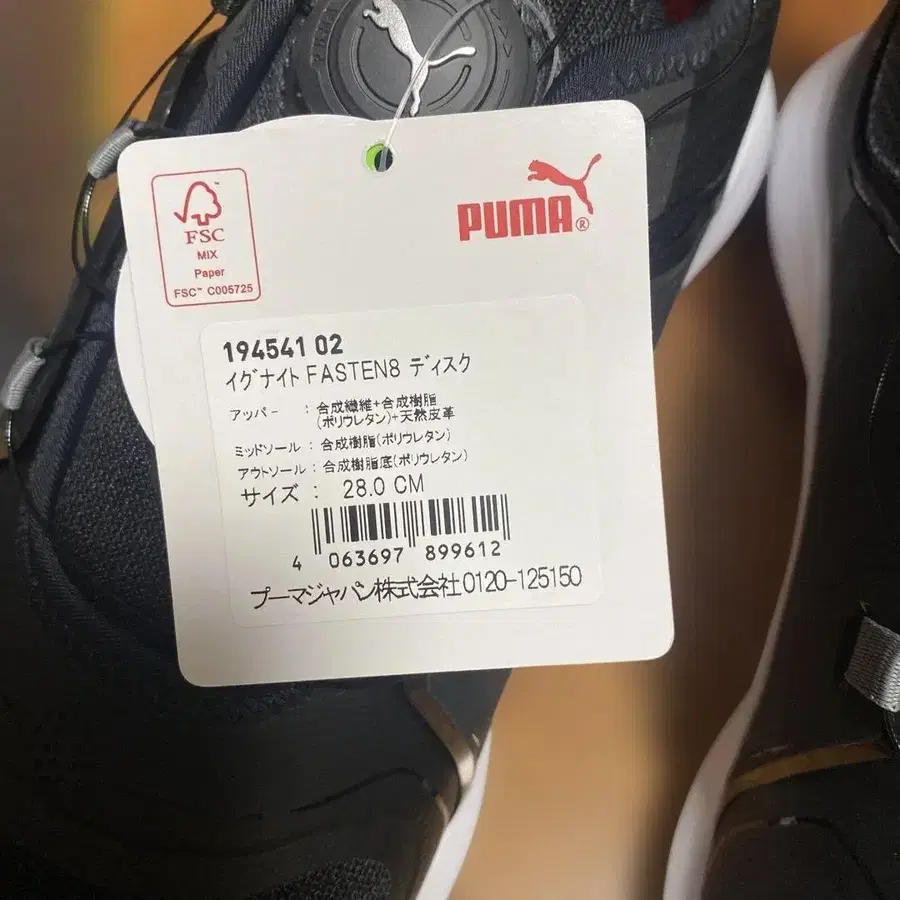 FSC
MIX
Paper
FSC™ C005725
PUMA®
194541 02
イグナイト FASTEN8 ディスク
アッパー : 合成繊維+合成樹脂
(ポリウレタン)+天然皮革
ミッドソール : 合成樹脂(ポリウレタン)
アウトソール : 合成樹脂底(ポリウレタン)
サイズ : 28.0 CM
4 063697 899612
プーマジャパン株式会社0120-125150